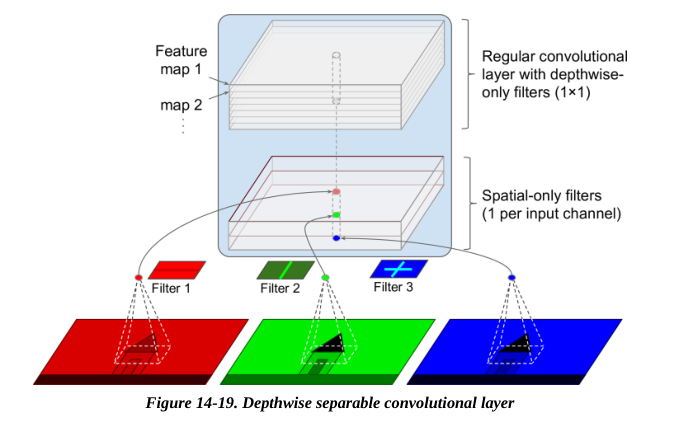 Feature
map 1
map 2
Regular convolutional
layer with depthwise-
only filters (1×1)
Spatial-only filters
(1 per input channel)
Filter 1
Filter 2
Filter 3
Figure 14-19. Depthwise separable convolutional layer